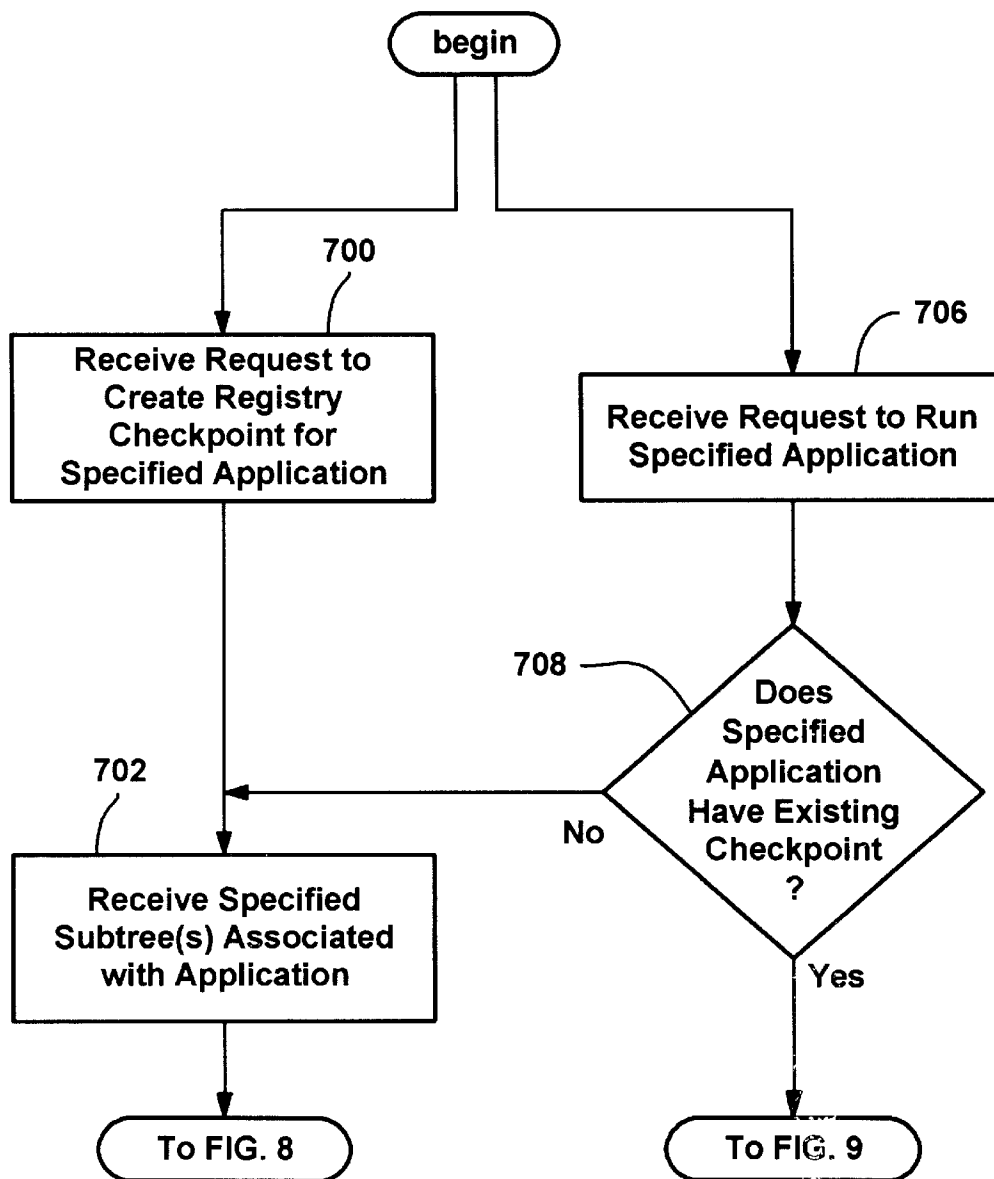 begin
700
Receive Request to
Create Registry
Checkpoint for
Specified Application
706
Receive Request to Run
Specified Application
708
Does
Specified
Application
Have Existing
Checkpoint
?
No
Yes
702
Receive Specified
Subtree(s) Associated
with Application
To FIG. 8
To FIG. 9